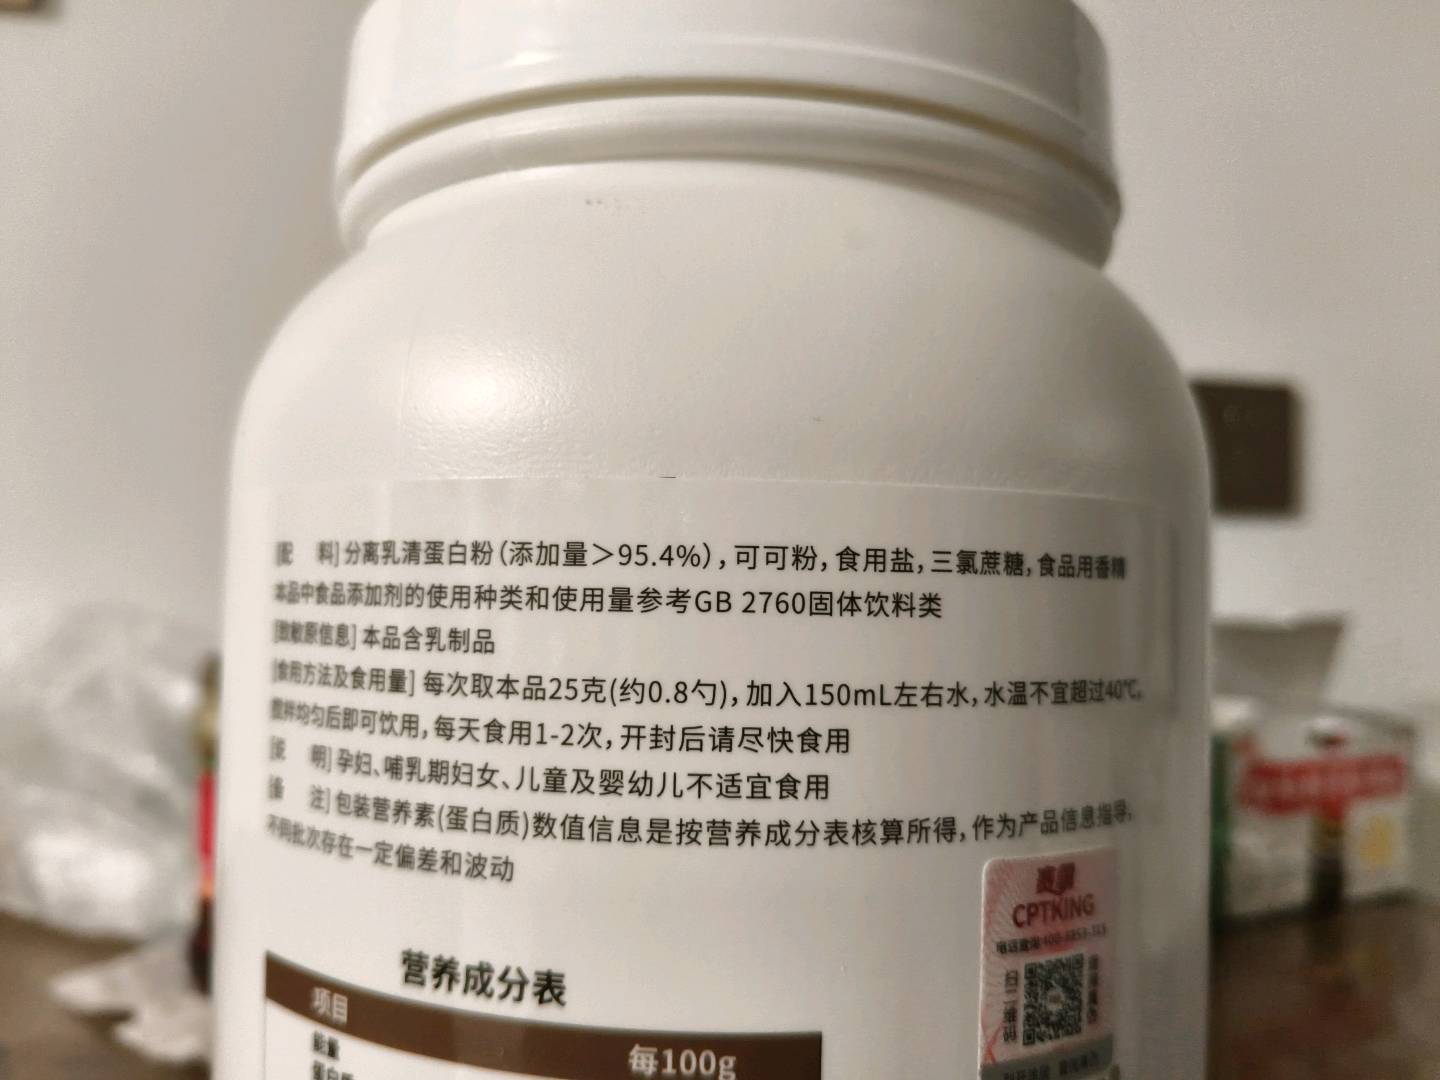 [配 料] 分离乳清蛋白粉(添加量＞95.4%)，可可粉，食用盐，三氯蔗糖，食品用香精
本品中食品添加剂的使用种类和使用量参考GB 2760固体饮料类
[致敏原信息] 本品含乳制品
[食用方法及食用量] 每次取本品25克(约0.8勺)，加入150mL左右水，水温不宜超过40℃，
搅拌均匀后即可饮用，每天食用1-2次，开封后请尽快食用
[说 明] 孕妇、哺乳期妇女、儿童及婴幼儿不适宜食用
[备 注] 包装营养素(蛋白质)数值信息是按营养成分表核算所得，作为产品信息指导，
不同批次存在一定偏差和波动
CPTKING
扫二维码
营养成分表
项目 每100g
能量
蛋白质